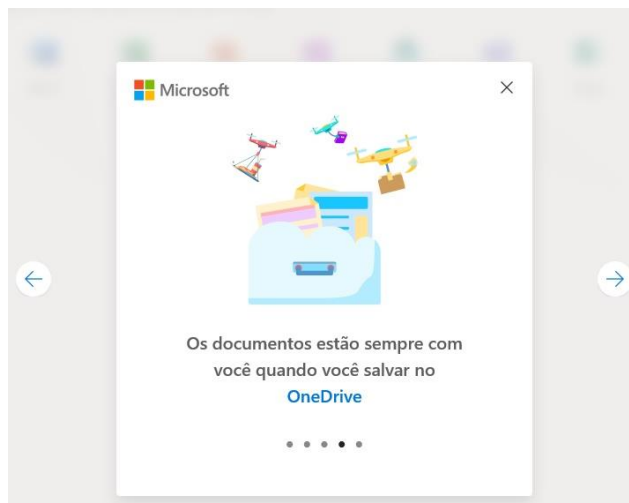 Microsoft
Os documentos estão sempre com
você quando você salvar no
OneDrive